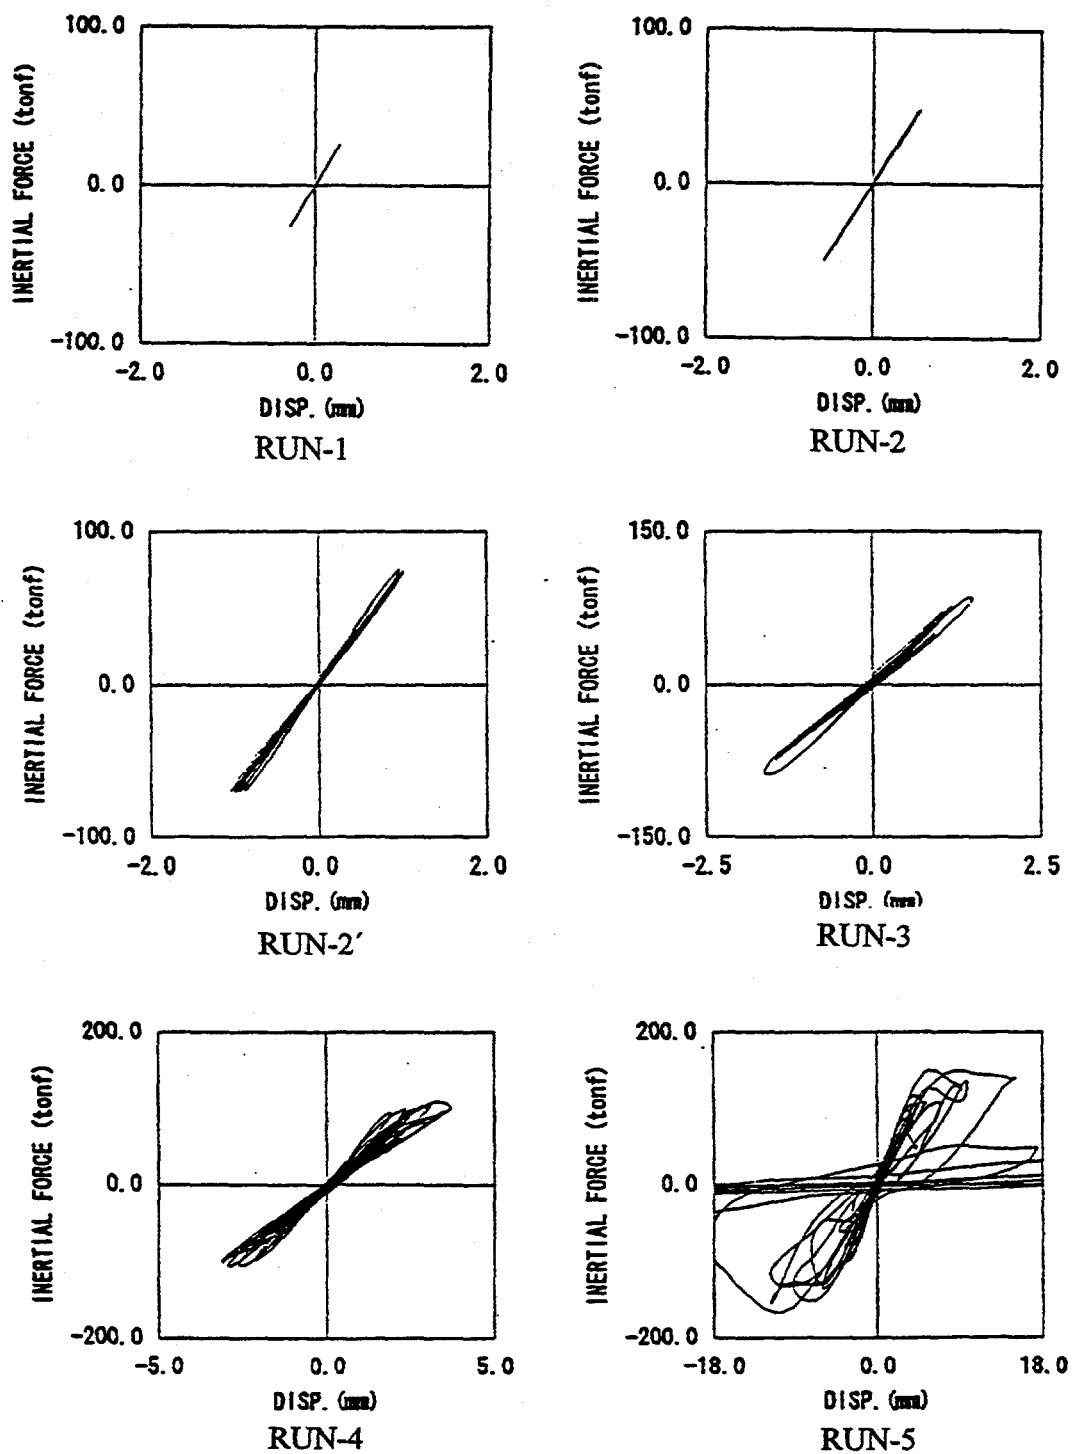 100.0
INERTIAL FORCE (tonf)
0.0
-100.0
-2.0 0.0 2.0
DISP. (mm)
RUN-1
100.0
INERTIAL FORCE (tonf)
0.0
-100.0
-2.0 0.0 2.0
DISP. (mm)
RUN-2
100.0
INERTIAL FORCE (tonf)
0.0
-100.0
-2.0 0.0 2.0
DISP. (mm)
RUN-2′
150.0
INERTIAL FORCE (tonf)
0.0
-150.0
-2.5 0.0 2.5
DISP. (mm)
RUN-3
200.0
INERTIAL FORCE (tonf)
0.0
-200.0
-5.0 0.0 5.0
DISP. (mm)
RUN-4
200.0
INERTIAL FORCE (tonf)
0.0
-200.0
-18.0 0.0 18.0
DISP. (mm)
RUN-5